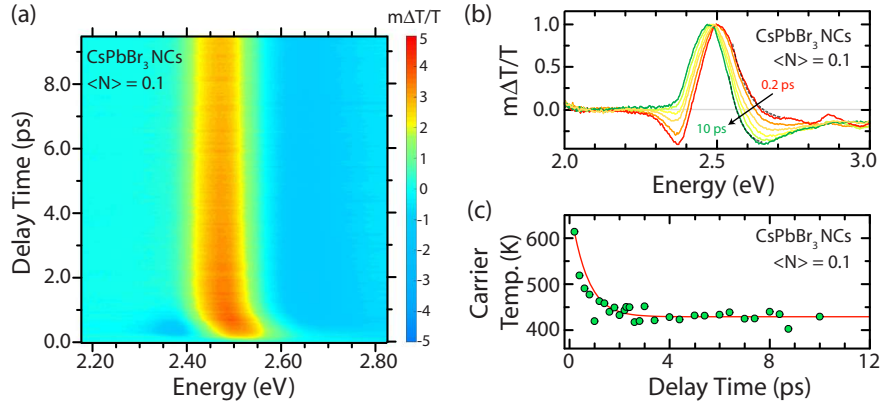 (a)
mΔT/T
CsPbBr₃NCs
<N> = 0.1
Delay Time (ps)
8.0
6.0
4.0
2.0
0.0
2.20
2.40
2.60
2.80
Energy (eV)
5
4
3
2
1
0
-1
-2
-3
-4
-5
(b)
CsPbBr₃NCs
<N> = 0.1
mΔT/T
1.0
0.5
0.0
0.2 ps
10 ps
2.0
2.5
3.0
Energy (eV)
(c)
CsPbBr₃NCs
<N> = 0.1
Carrier
Temp. (K)
600
500
400
0
4
8
12
Delay Time (ps)